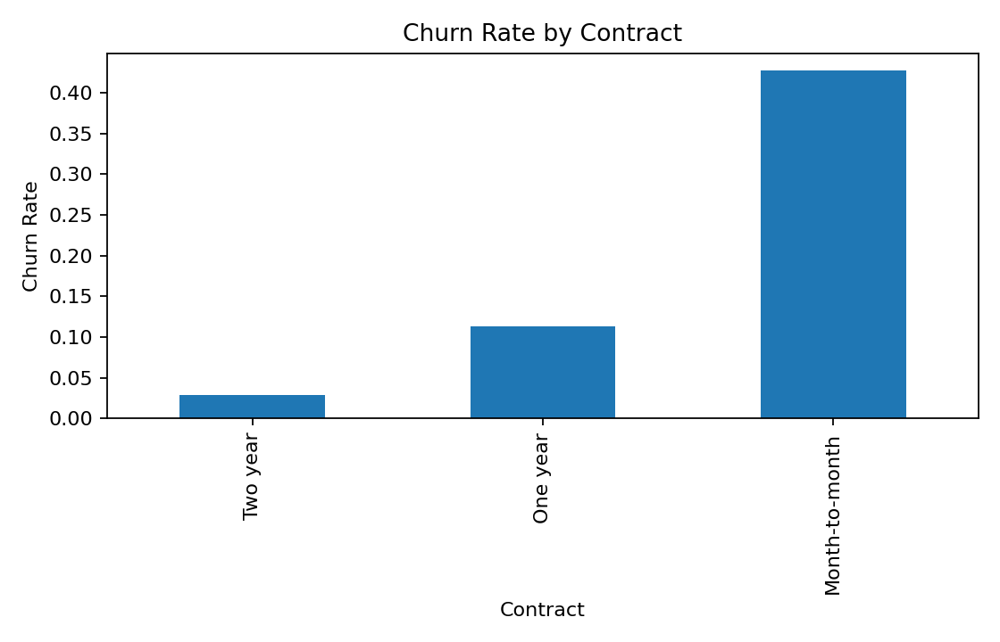 Churn Rate by Contract
Churn Rate
0.40
0.35
0.30
0.25
0.20
0.15
0.10
0.05
0.00
Two year
One year
Month-to-month
Contract